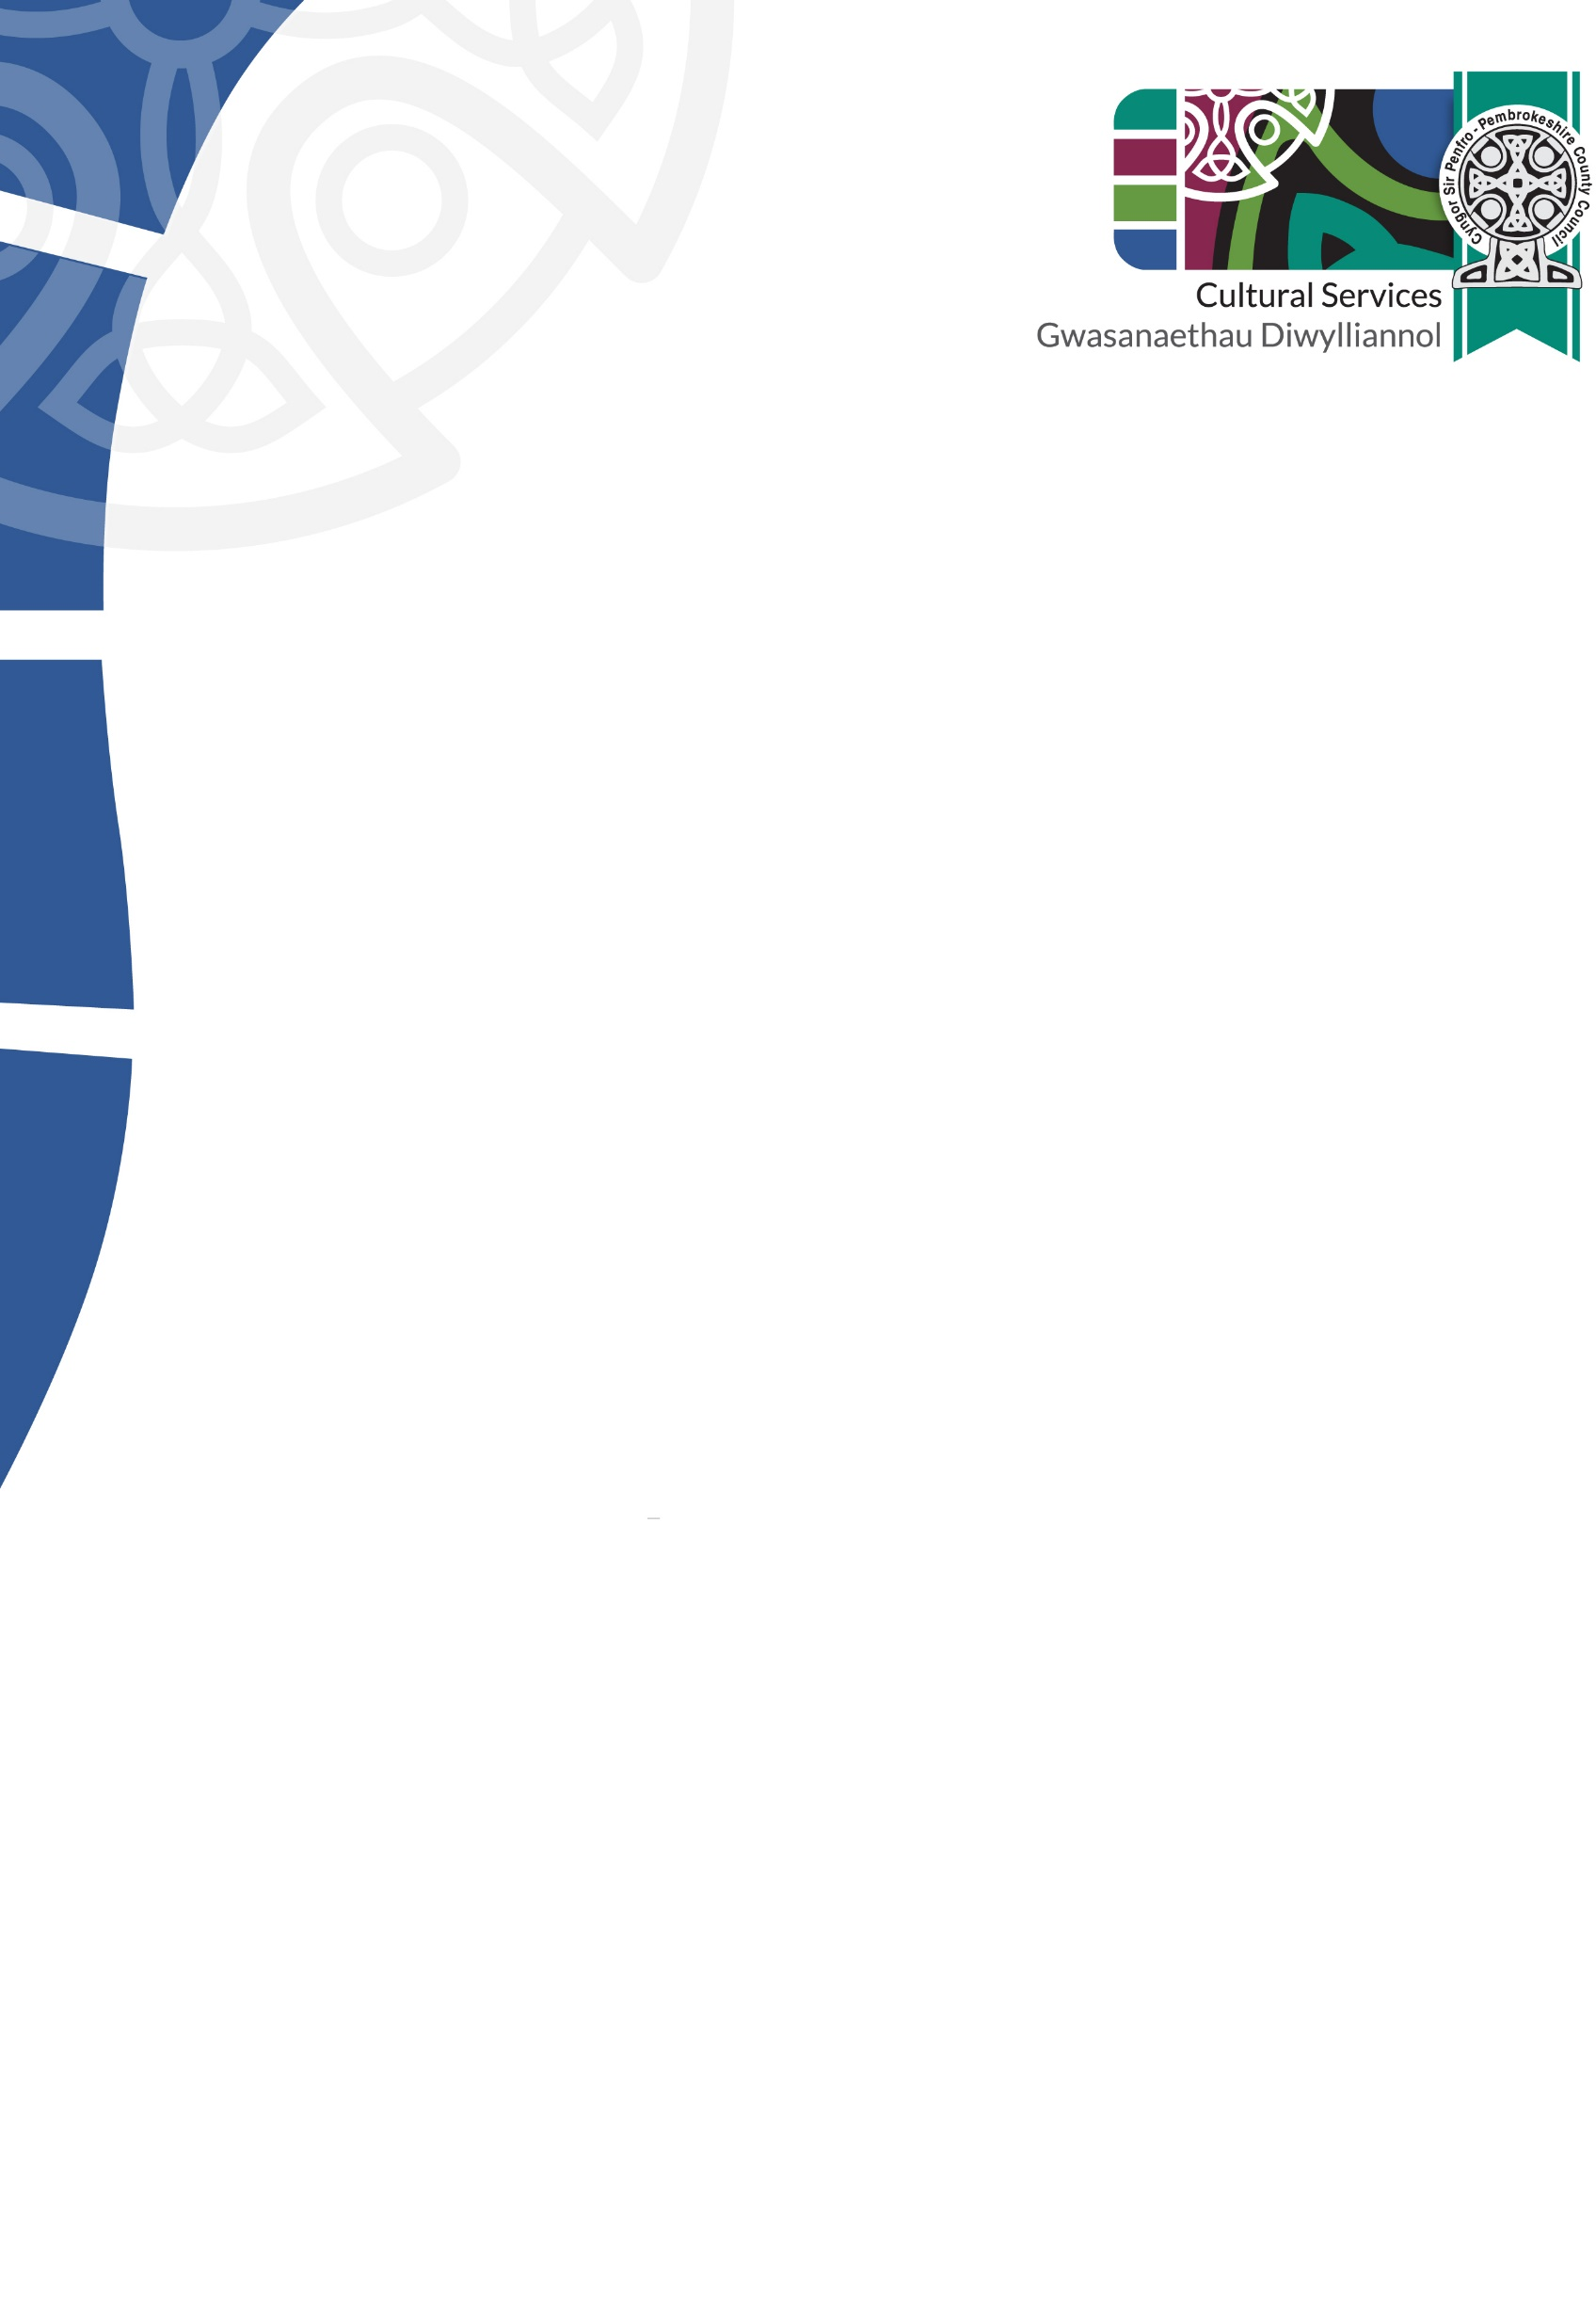 Cyngor Sir Penfro - Pembrokeshire County Council
Cultural Services
Gwasanaethau Diwylliannol